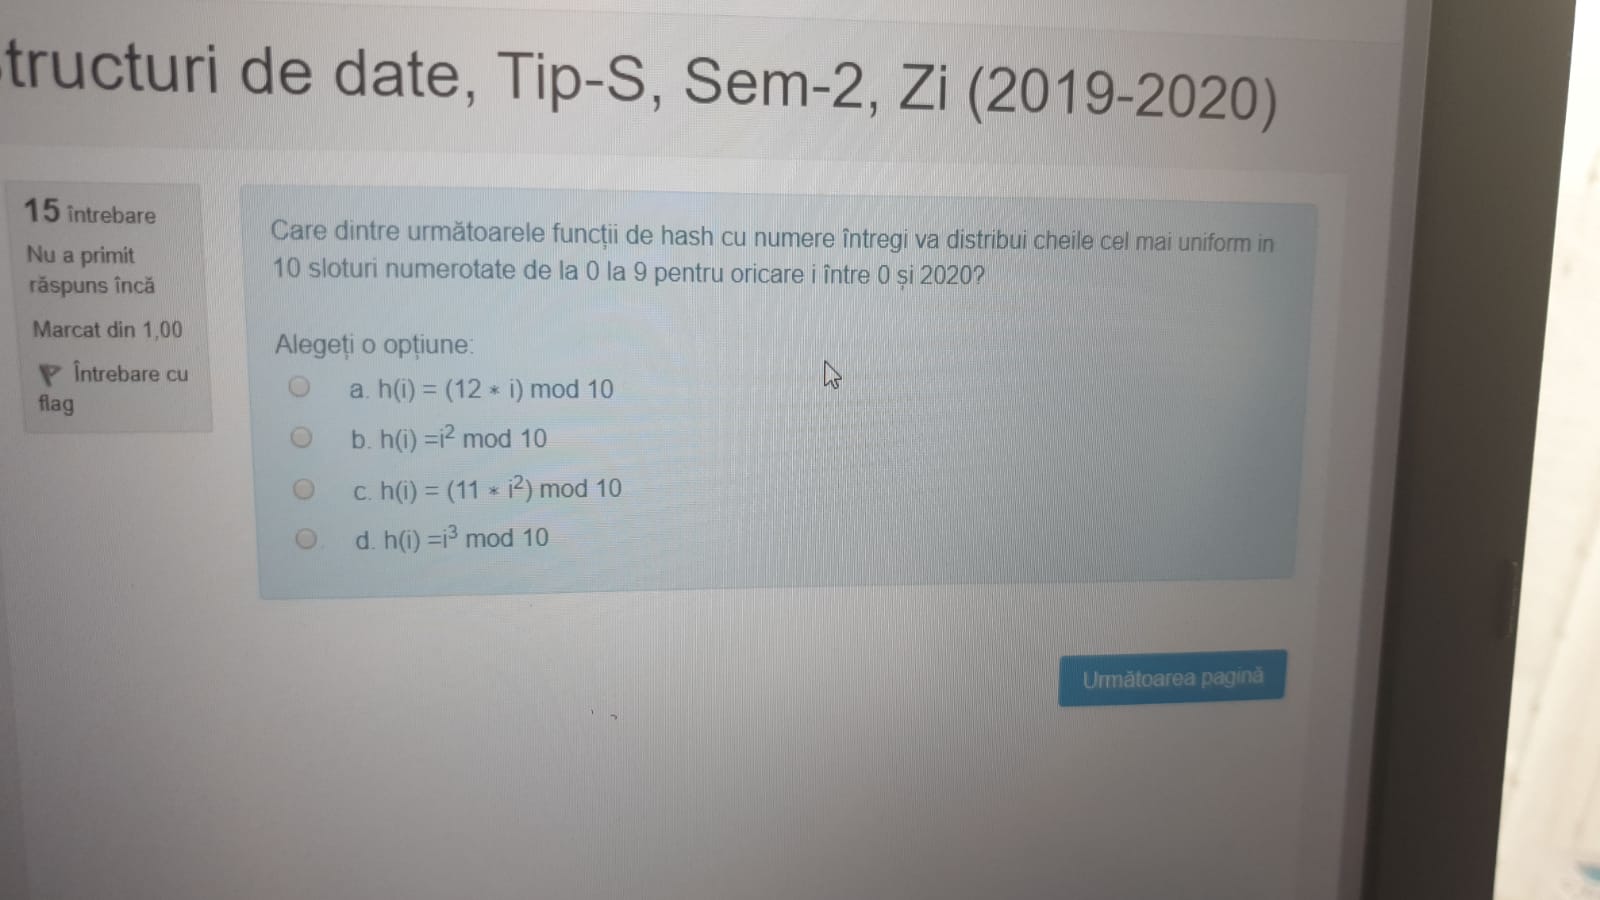 tructuri de date, Tip-S, Sem-2, Zi (2019-2020)
15 întrebare
Nu a primit
răspuns încă
Marcat din 1,00
Întrebare cu
flag
Care dintre următoarele funcții de hash cu numere întregi va distribui cheile cel mai uniform in
10 sloturi numerotate de la 0 la 9 pentru oricare i între 0 și 2020?
Alegeți o opțiune:
a. h(i) = (12 * i) mod 10
b. h(i) =i² mod 10
c. h(i) = (11 * i²) mod 10
d. h(i) =i³ mod 10
Următoarea pagină